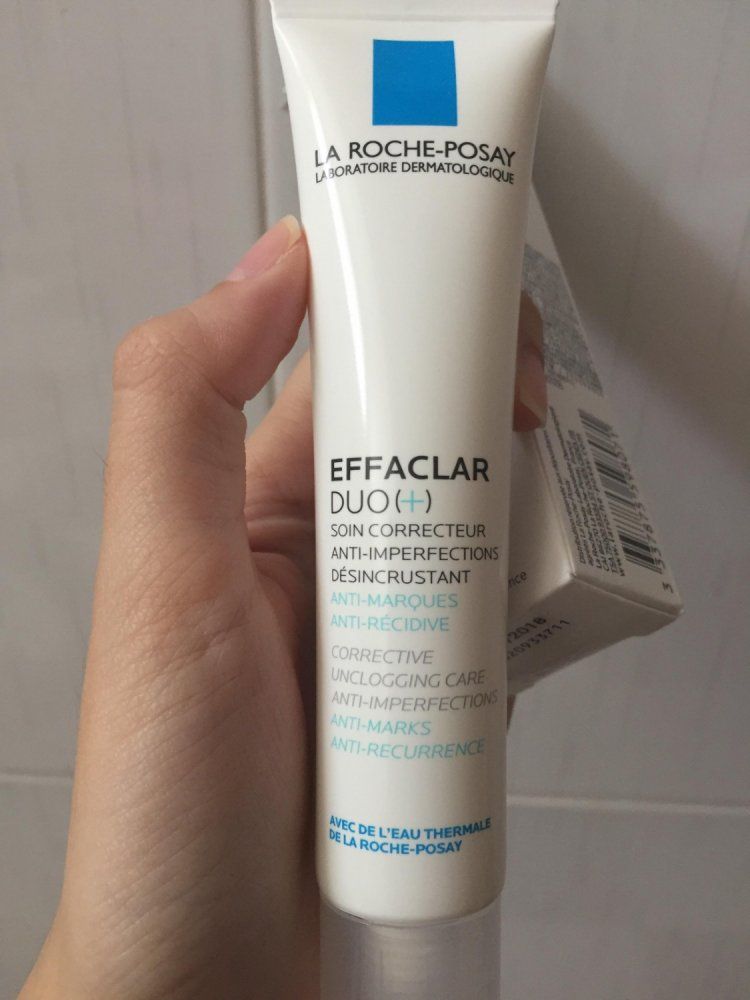 LA ROCHE-POSAY
LABORATOIRE DERMATOLOGIQUE
EFFACLAR
DUO(+)
SOIN CORRECTEUR
ANTI-IMPERFECTIONS
DÉSINCRUSTANT
ANTI-MARQUES
ANTI-RÉCIDIVE
CORRECTIVE
UNCLOGGING CARE
ANTI-IMPERFECTIONS
ANTI-MARKS
ANTI-RECURRENCE
AVEC DE L'EAU THERMALE
DE LA ROCHE-POSAY